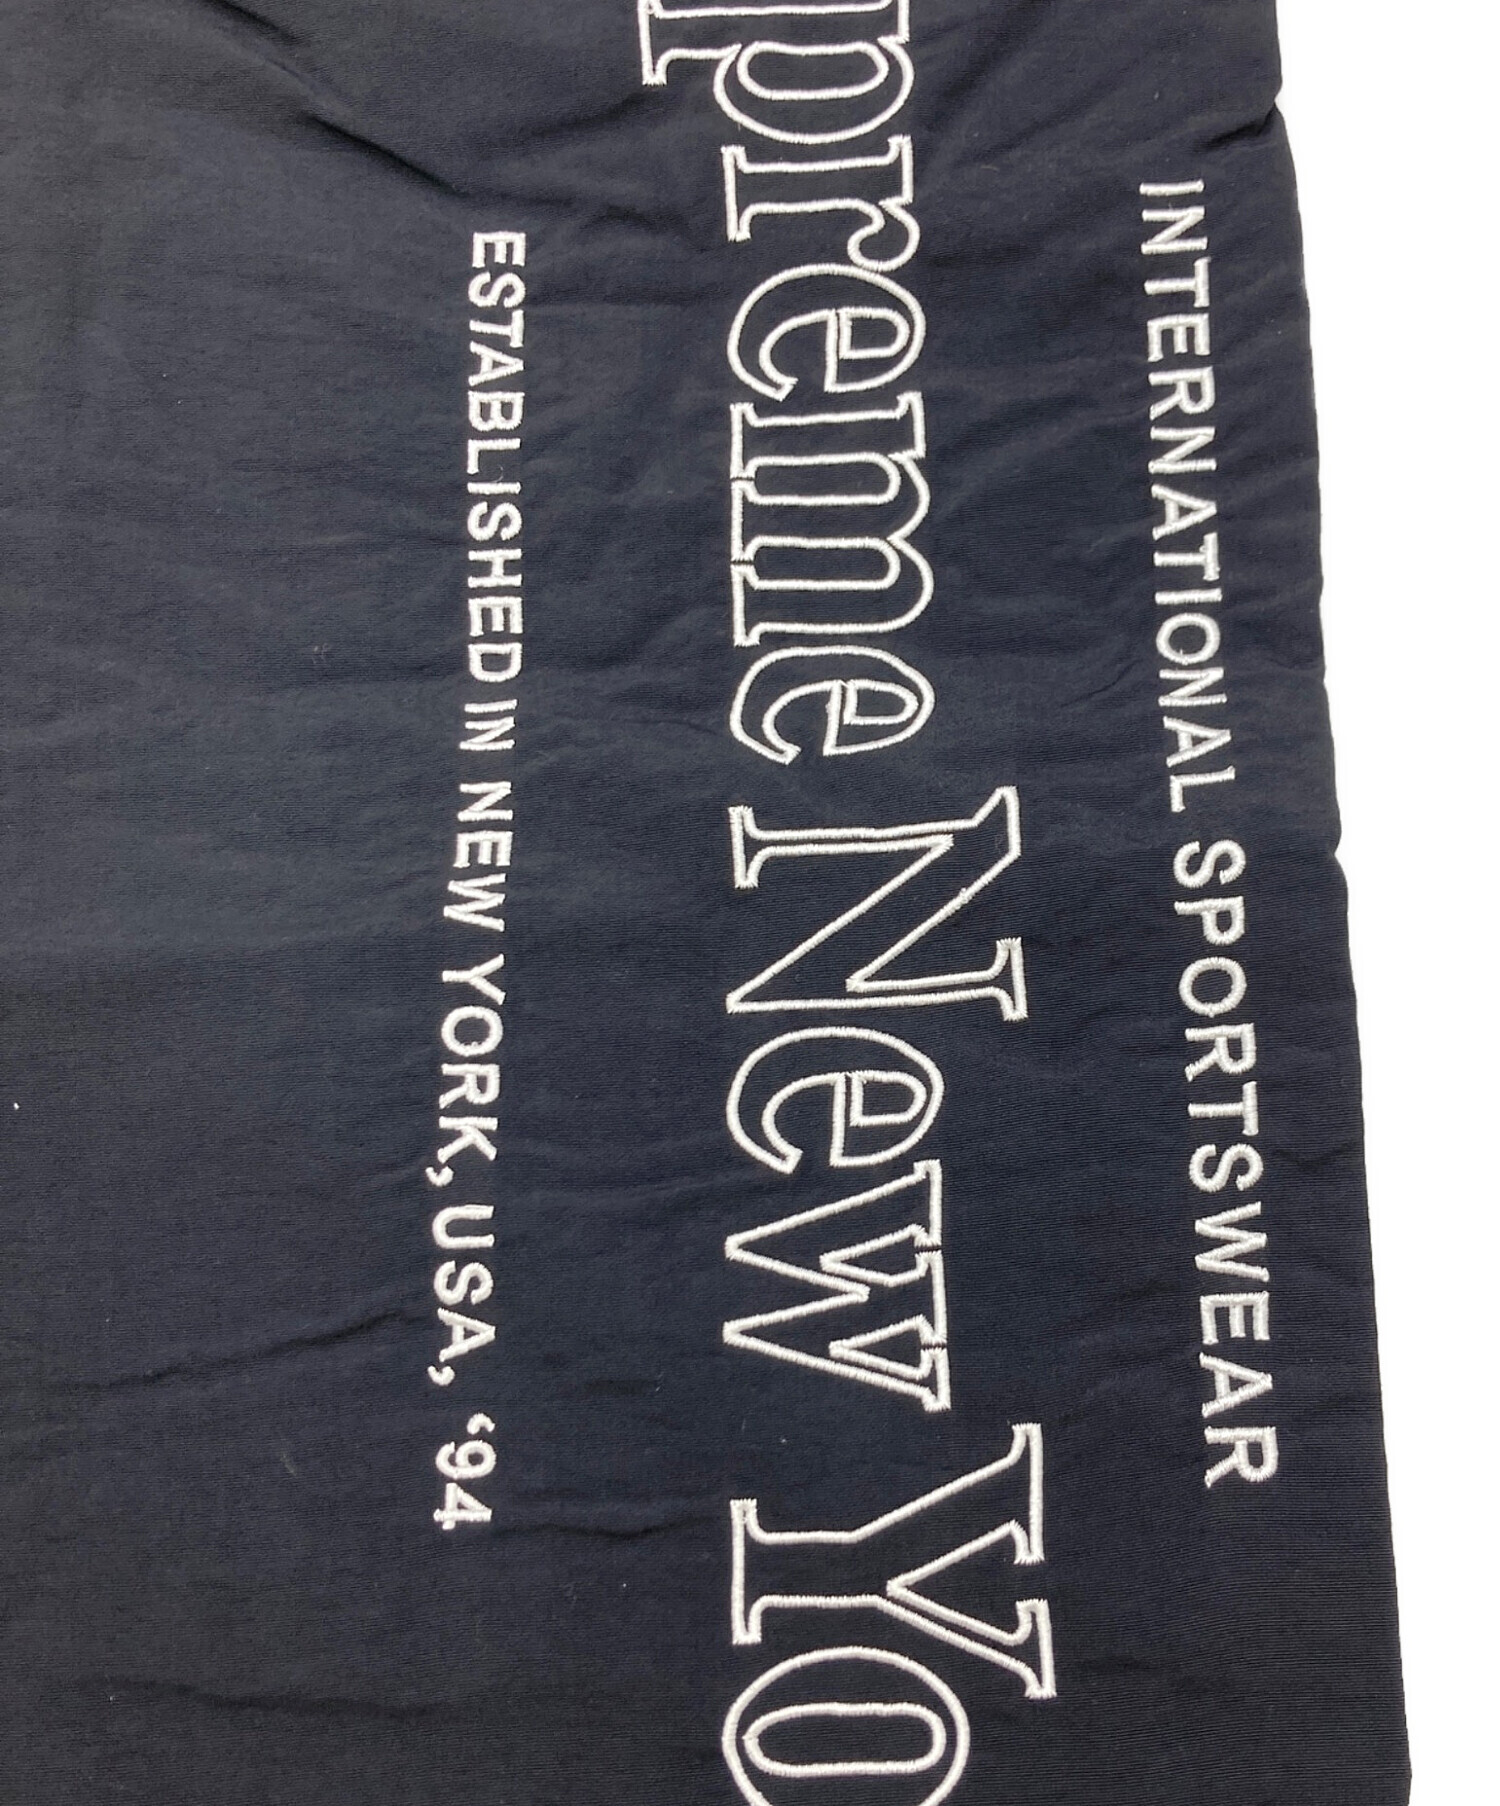 INTERNATIONAL SPORTSWEAR
preme New Yo
ESTABLISHED IN NEW YORK, USA, ‘94